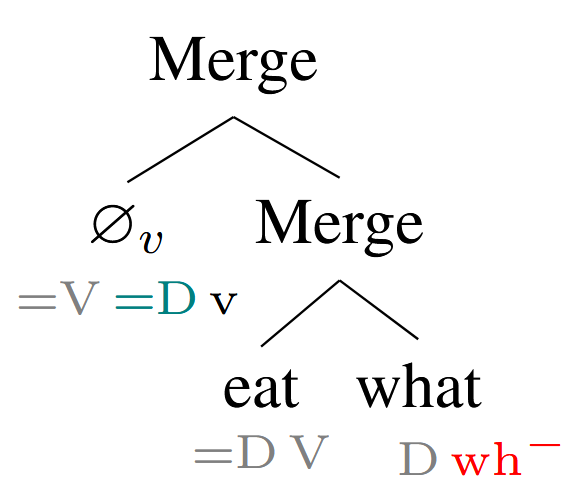 Merge
∅v Merge
=V =D v
eat what
=D V D wh⁻